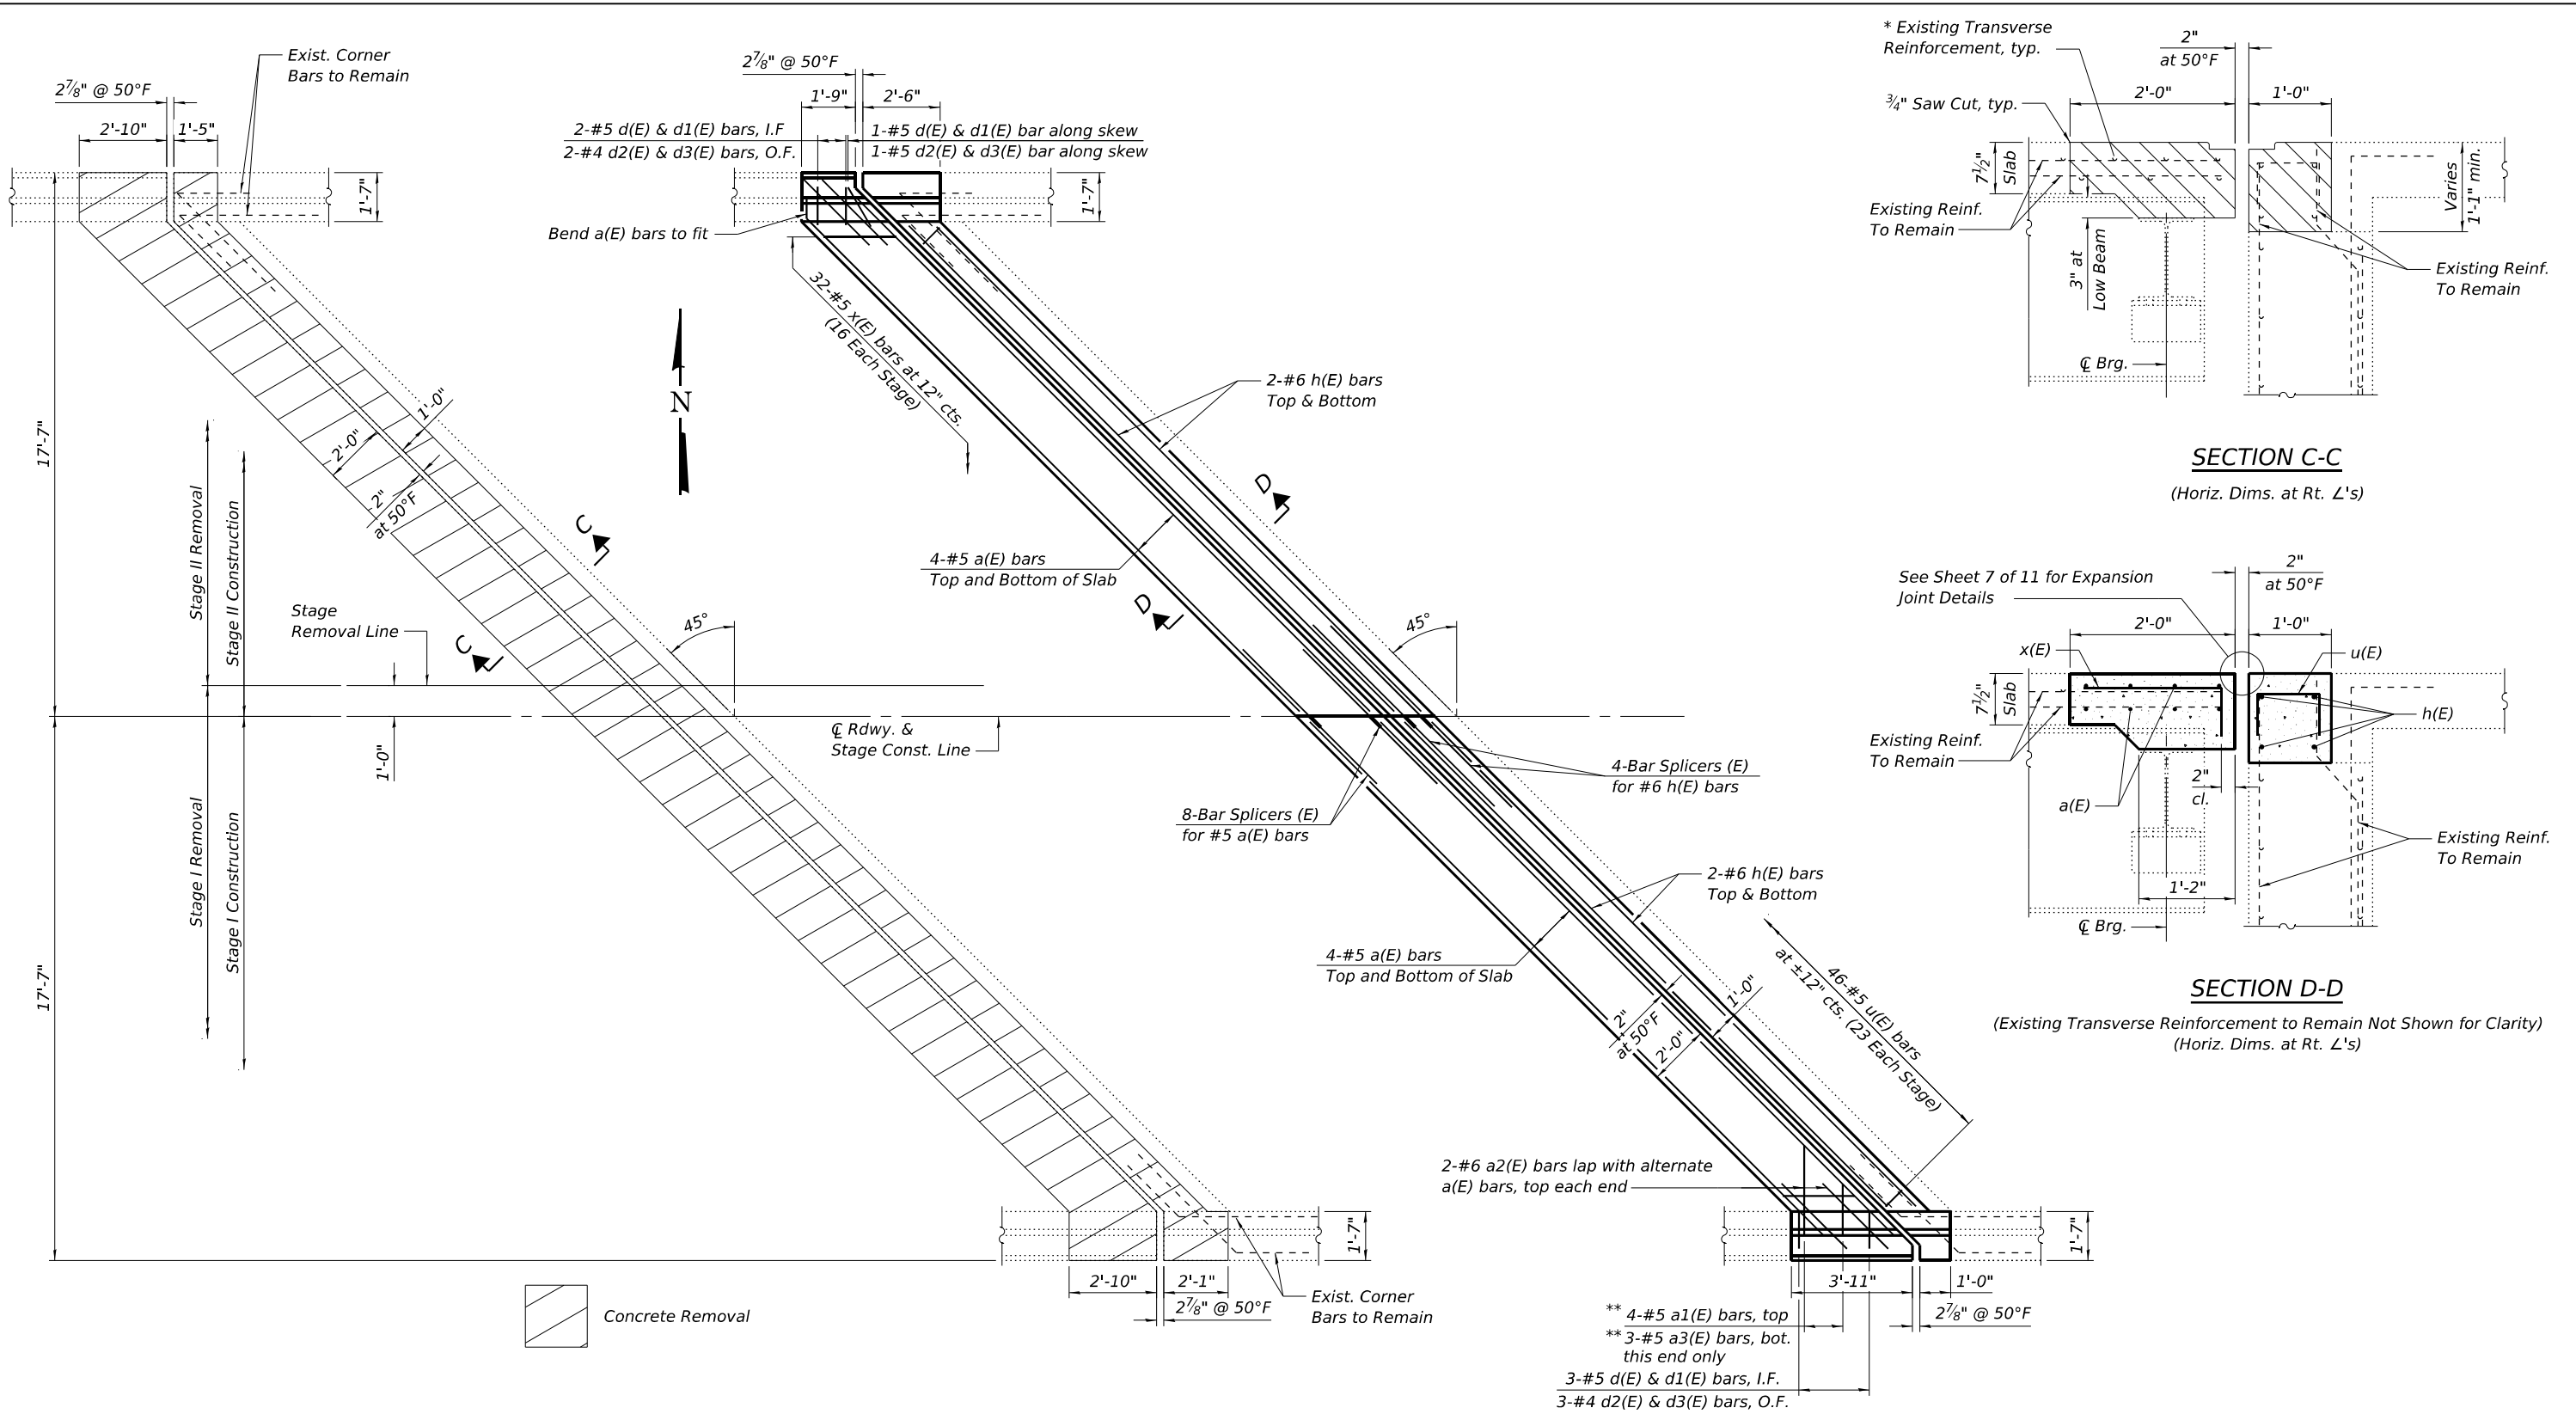 Exist. Corner
Bars to Remain
2⅞" @ 50°F
2'-10"
1'-5"
1'-7"
17'-7"
17'-7"
1'-0"
2'-0"
2"
at 50°F
Stage II Removal
Stage II Construction
Stage I Removal
Stage I Construction
Stage
Removal Line
1'-0"
C
C
45°
℄ Rdwy. &
Stage Const. Line
2'-10"
2'-1"
2⅞" @ 50°F
1'-7"
Exist. Corner
Bars to Remain
Concrete Removal
N
2⅞" @ 50°F
1'-9"
2'-6"
2-#5 d(E) & d1(E) bars, I.F
2-#4 d2(E) & d3(E) bars, O.F.
1-#5 d(E) & d1(E) bar along skew
1-#5 d2(E) & d3(E) bar along skew
1'-7"
Bend a(E) bars to fit
32-#5 x(E) bars at 12" cts.
(16 Each Stage)
2-#6 h(E) bars
Top & Bottom
D
D
4-#5 a(E) bars
Top and Bottom of Slab
45°
4-Bar Splicers (E)
for #6 h(E) bars
8-Bar Splicers (E)
for #5 a(E) bars
2-#6 h(E) bars
Top & Bottom
4-#5 a(E) bars
Top and Bottom of Slab
46-#5 u(E) bars
at ±12" cts. (23 Each Stage)
1'-0"
2"
at 50°F
2'-0"
2-#6 a2(E) bars lap with alternate
a(E) bars, top each end
1'-7"
3'-11"
1'-0"
2⅞" @ 50°F
** 4-#5 a1(E) bars, top
** 3-#5 a3(E) bars, bot.
this end only
3-#5 d(E) & d1(E) bars, I.F.
3-#4 d2(E) & d3(E) bars, O.F.
* Existing Transverse
Reinforcement, typ.
2"
at 50°F
¾" Saw Cut, typ.
2'-0"
1'-0"
7½"
Slab
Existing Reinf.
To Remain
3" at
Low Beam
℄ Brg.
Varies
1'-1" min.
Existing Reinf.
To Remain
SECTION C-C
(Horiz. Dims. at Rt. ∠'s)
See Sheet 7 of 11 for Expansion
Joint Details
2"
at 50°F
2'-0"
1'-0"
x(E)
u(E)
7½"
Slab
h(E)
Existing Reinf.
To Remain
2"
cl.
a(E)
Existing Reinf.
To Remain
1'-2"
℄ Brg.
SECTION D-D
(Existing Transverse Reinforcement to Remain Not Shown for Clarity)
(Horiz. Dims. at Rt. ∠'s)